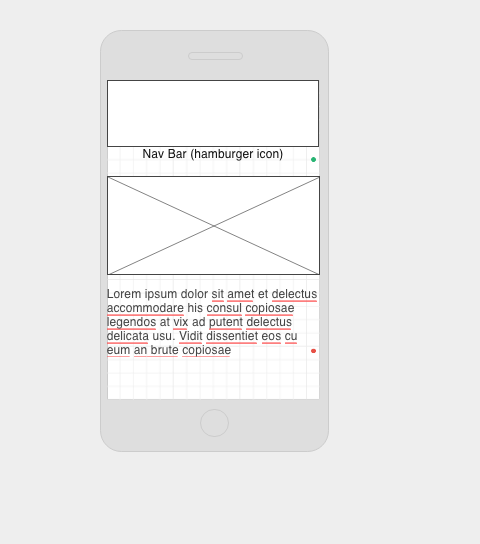 Nav Bar (hamburger icon)
Lorem ipsum dolor sit amet et delectus
accommodare his consul copiosae
legendos at vix ad putent delectus
delicata usu. Vidit dissentiet eos cu
eum an brute copiosae